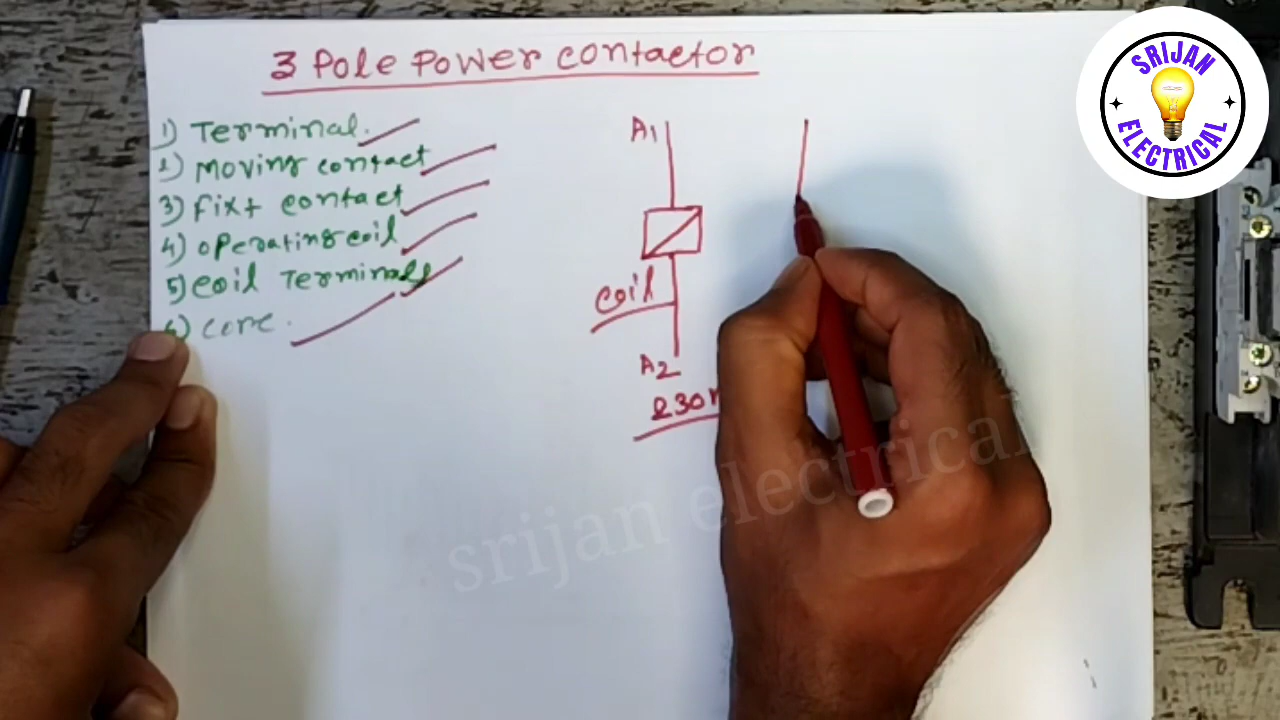 3 Pole Power contactor
1) Terminal.
2) moving contact
3) fixt contact
4) operating coil
5) coil Terminals
6) core.
A1
coil
A2
230
SRIJAN
ELECTRICAL
srijan electrical